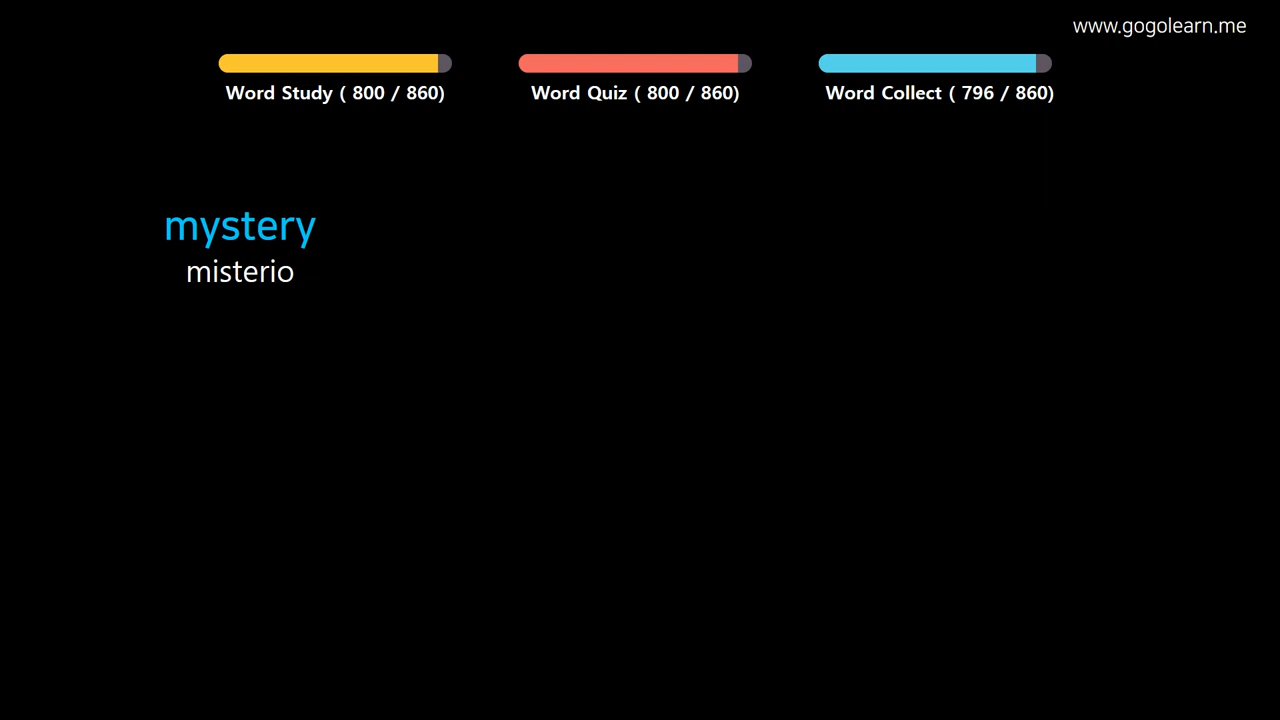 www.gogolearn.me
Word Study ( 800 / 860)
Word Quiz ( 800 / 860)
Word Collect ( 796 / 860)
mystery
misterio